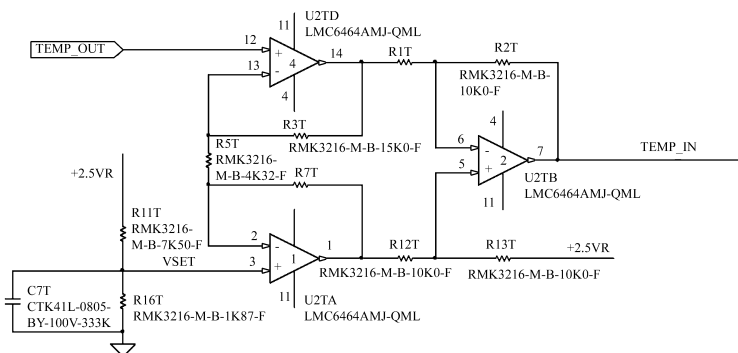 11
U2TD
LMC6464AMJ-QML
TEMP_OUT
12
+
13
-
4
14
4
R1T
R2T
RMK3216-M-B-
10K0-F
R3T
RMK3216-M-B-15K0-F
R5T
RMK3216-
M-B-4K32-F
R7T
4
6
-
5
+
2
7
TEMP_IN
U2TB
LMC6464AMJ-QML
11
+2.5VR
R11T
RMK3216-
M-B-7K50-F
VSET
2
-
3
+
1
1
R12T
RMK3216-M-B-10K0-F
R13T
+2.5VR
RMK3216-M-B-10K0-F
11
U2TA
LMC6464AMJ-QML
C7T
CTK41L-0805-
BY-100V-333K
R16T
RMK3216-M-B-1K87-F